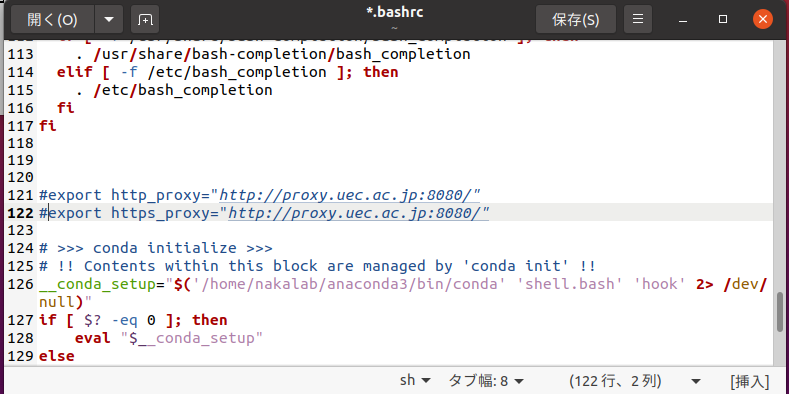 開く(O)
*.bashrc
~
保存(S)
113 . /usr/share/bash-completion/bash_completion
114 elif [ -f /etc/bash_completion ]; then
115 . /etc/bash_completion
116 fi
117 fi
118
119
120
121 #export http_proxy="http://proxy.uec.ac.jp:8080/"
122 #export https_proxy="http://proxy.uec.ac.jp:8080/"
123
124 # >>> conda initialize >>>
125 # !! Contents within this block are managed by 'conda init' !!
126 __conda_setup="$('/home/nakalab/anaconda3/bin/conda' 'shell.bash' 'hook' 2> /dev/
null)"
127 if [ $? -eq 0 ]; then
128 eval "$__conda_setup"
129 else
sh タブ幅: 8 (122 行、2 列) [挿入]